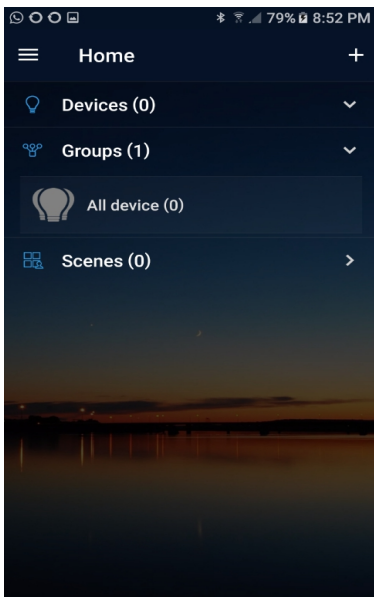 79% 8:52 PM
Home
Devices (0)
Groups (1)
All device (0)
Scenes (0)